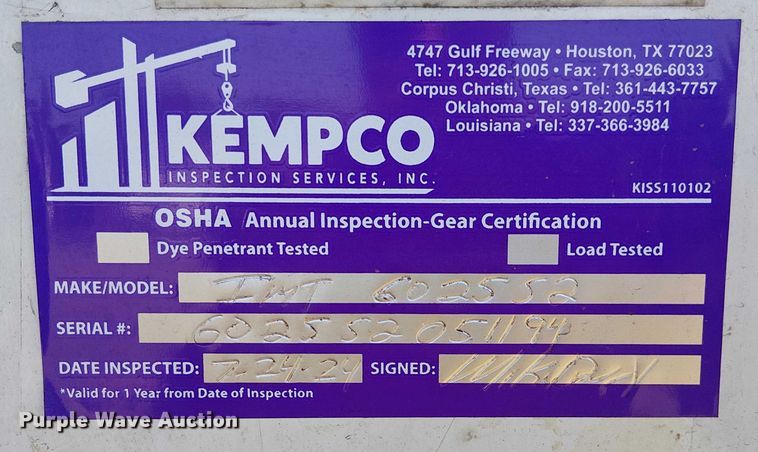 4747 Gulf Freeway • Houston, TX 77023
Tel: 713-926-1005 • Fax: 713-926-6033
Corpus Christi, Texas • Tel: 361-443-7757
Oklahoma • Tel: 918-200-5511
Louisiana • Tel: 337-366-3984
KEMPCO
INSPECTION SERVICES, INC.
KISS110102
OSHA Annual Inspection-Gear Certification
Dye Penetrant Tested
Load Tested
MAKE/MODEL: IMT 602552
SERIAL #: 602552051194
DATE INSPECTED: 7-24-24 SIGNED:
*Valid for 1 Year from Date of Inspection
Purple Wave Auction